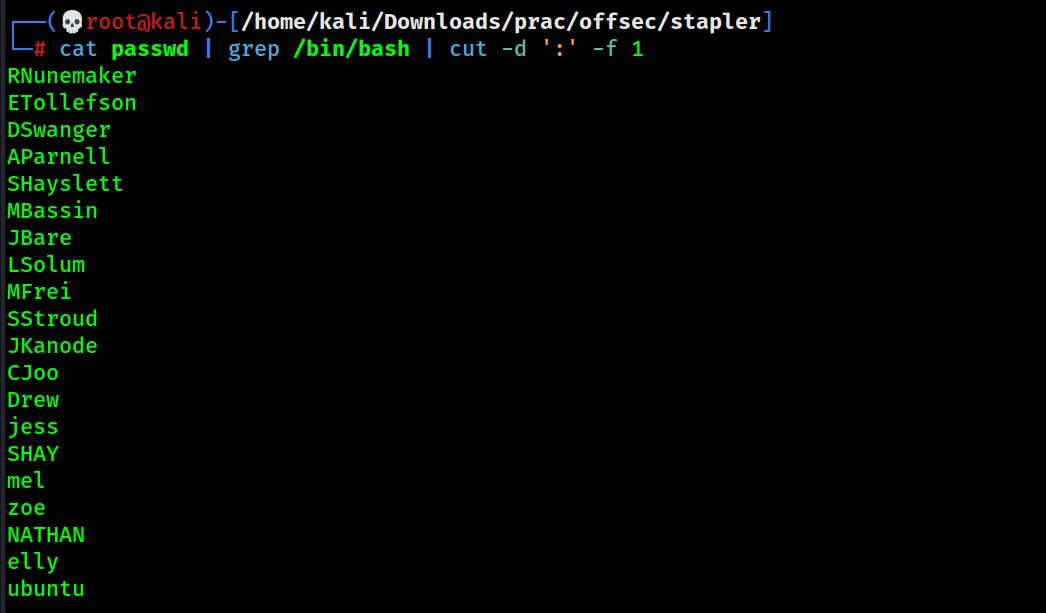 ┌──(💀root@kali)-[/home/kali/Downloads/prac/offsec/stapler]
└─# cat passwd | grep /bin/bash | cut -d ':' -f 1
RNunemaker
ETollefson
DSwanger
AParnell
SHayslett
MBassin
JBare
LSolum
MFrei
SStroud
JKanode
CJoo
Drew
jess
SHAY
mel
zoe
NATHAN
elly
ubuntu